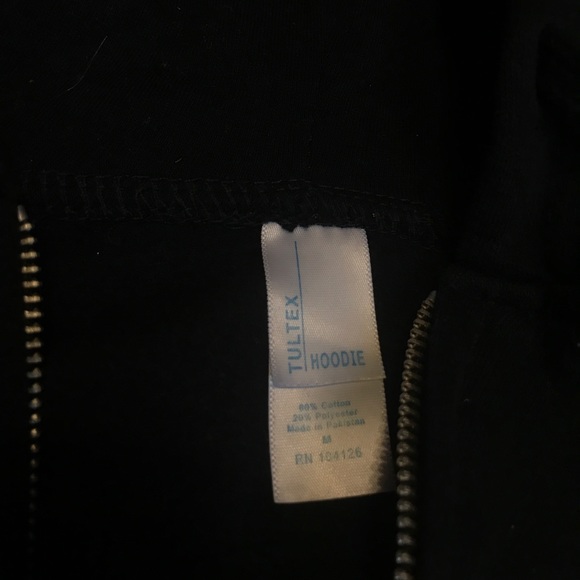 TULTEX
HOODIE
80% Cotton
20% Polyester
Made in Pakistan
M
RN 104126